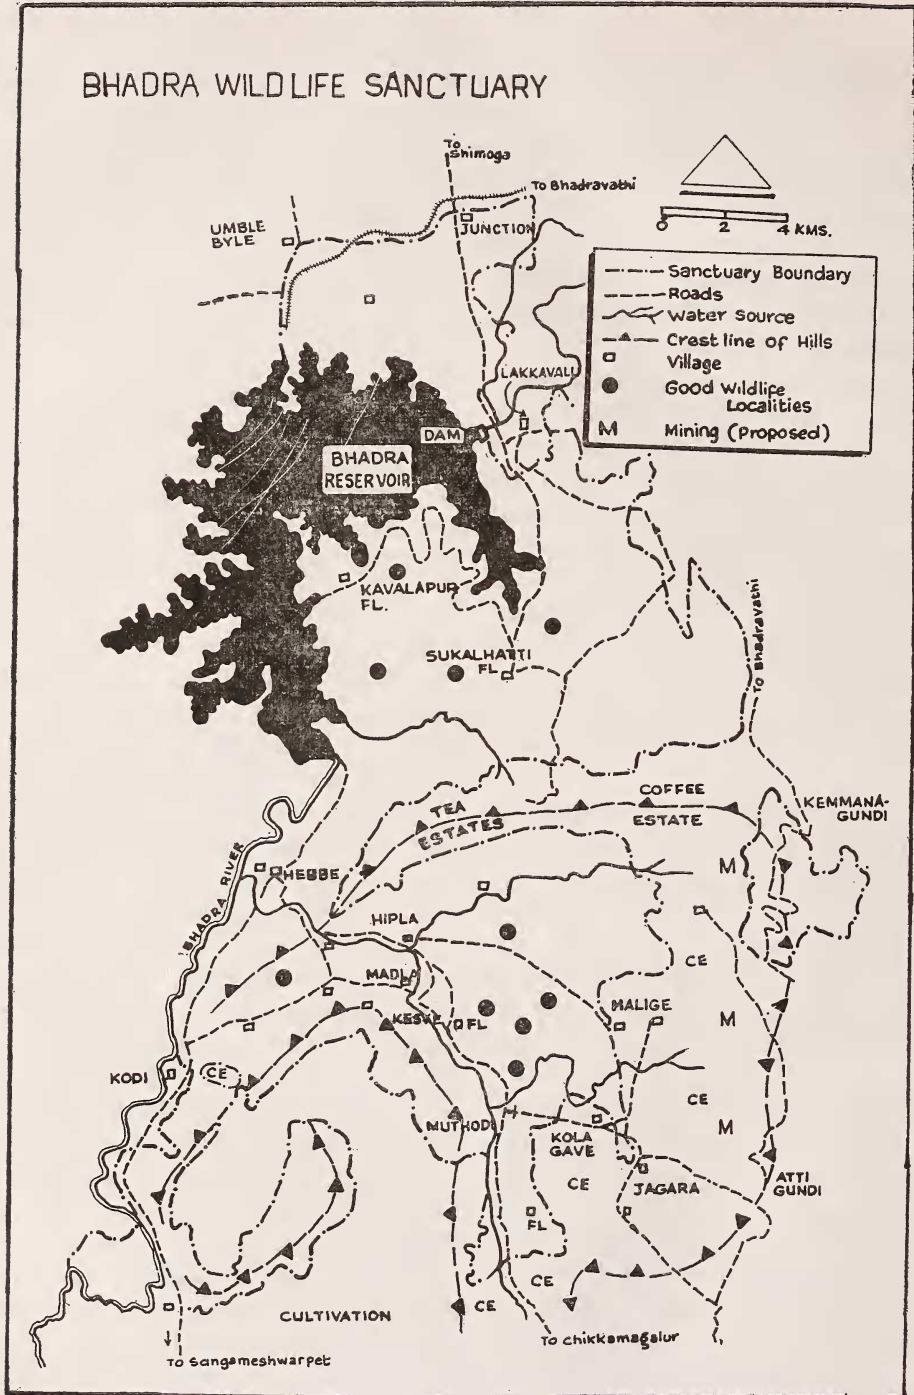 BHADRA WILDLIFE SANCTUARY
To
Shimoga
To Bhadravathi
UMBLE
BYLE
JUNCTION
0 2 4 KMS.
Sanctuary Boundary
Roads
Water Source
Crest line of Hills
Village
Good Wildlife
Localities
M Mining (Proposed)
LAKKAVALI
DAM
BHADRA
RESERVOIR
KAVALAPUR
FL.
SUKALHATTI
FL
To Bhadravathi
COFFEE
ESTATE
TEA
ESTATES
KEMMANA-
GUNDI
BHADRA RIVER
HEBBE
M
HIPLA
CE
MADLA
MALIGE
M
KESVE
FL
KODI
CE
CE
M
MUTHODI
KOLA
GAVE
CE
JAGARA
ATTI
GUNDI
FL
CE
CE
CULTIVATION
To Chikkamagalur
To Sangameshwarpet